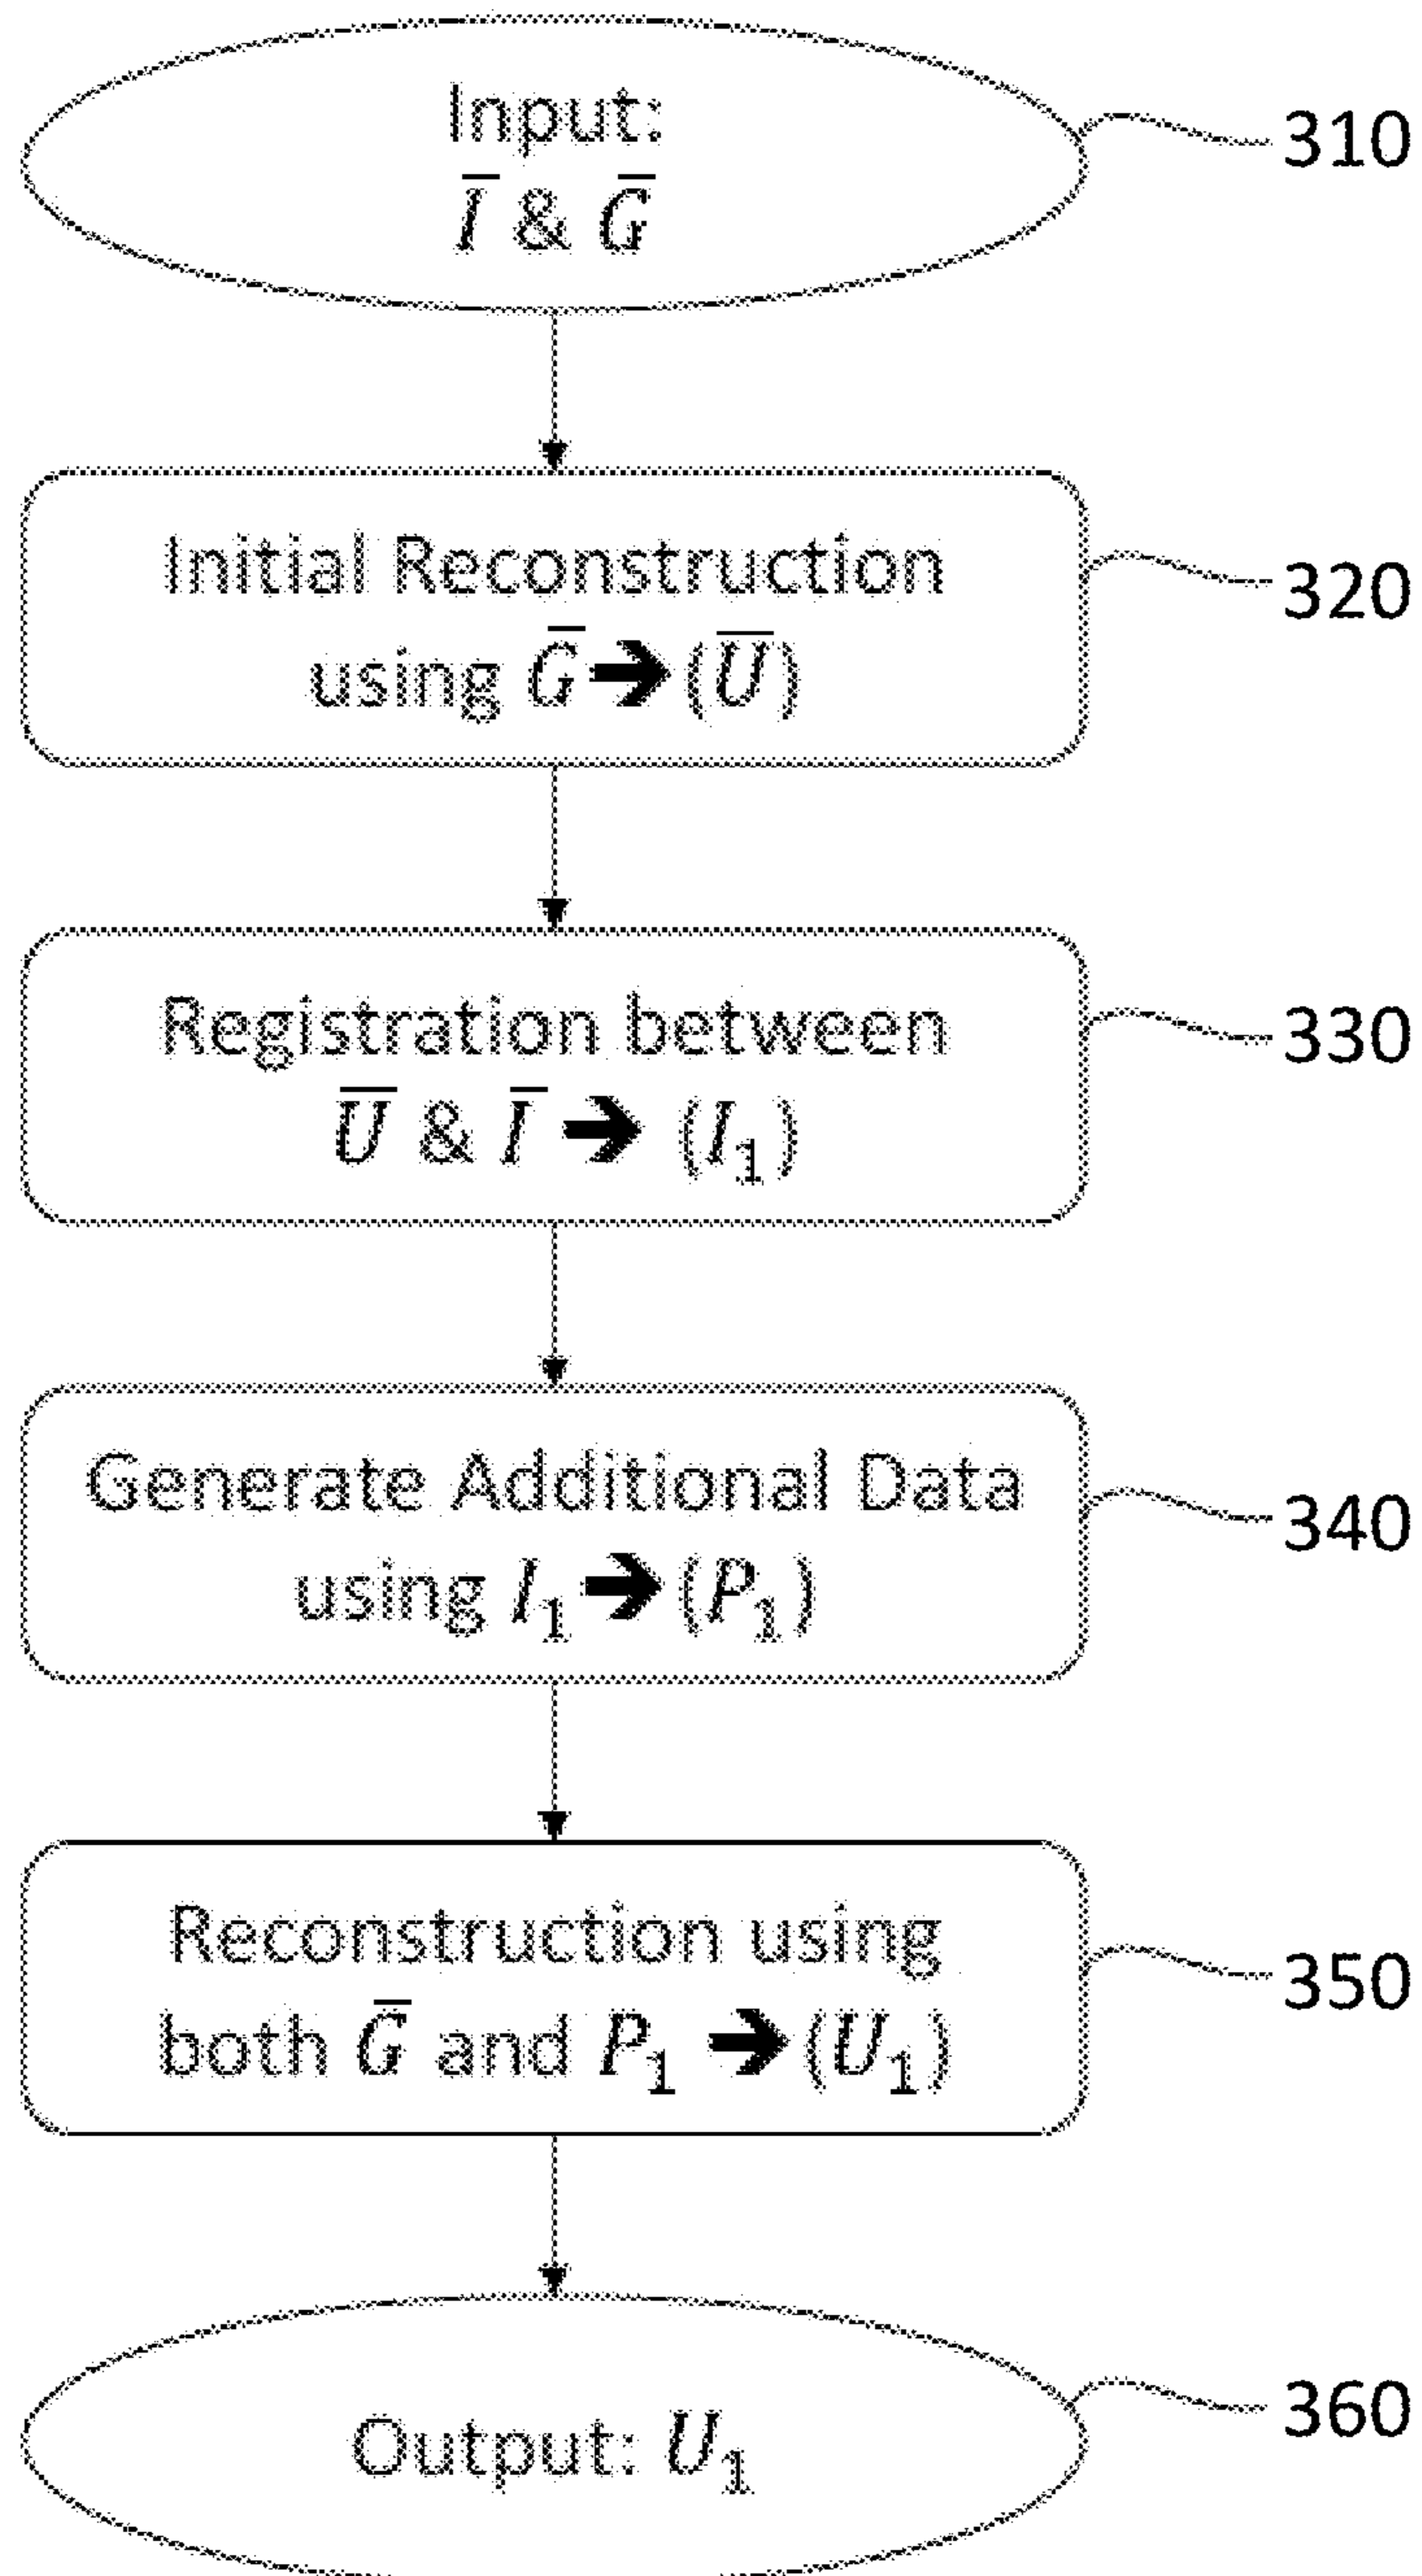 Input:
I̅ & G̅
310
Initial Reconstruction
using G̅ ➔ (U̅)
320
Registration between
U̅ & I̅ ➔ (I₁)
330
Generate Additional Data
using I₁ ➔ (P₁)
340
Reconstruction using
both G̅ and P₁ ➔ (U₁)
350
Output: U₁
360